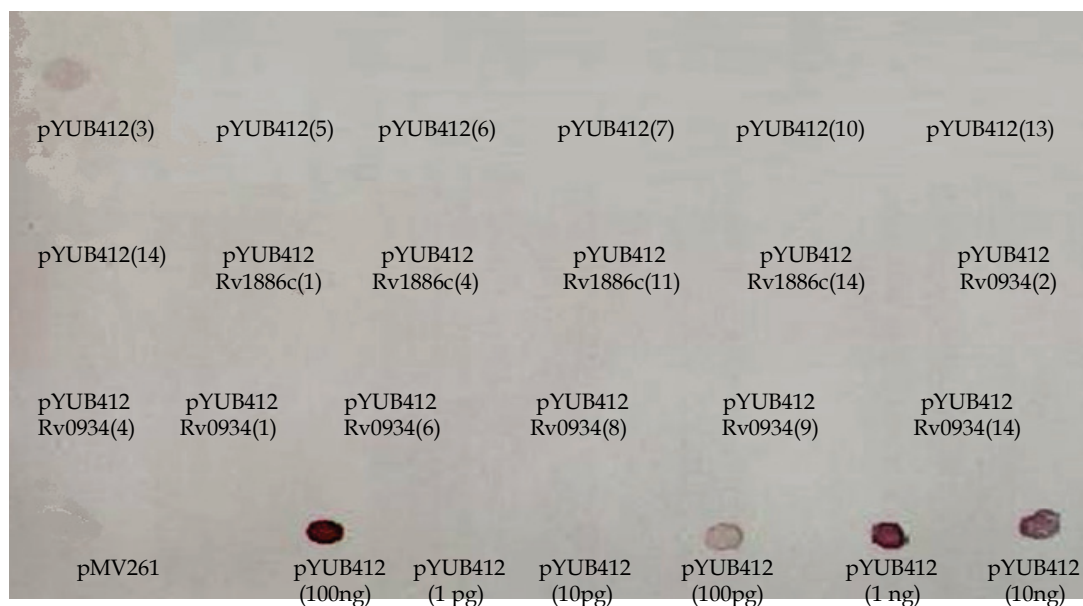 pYUB412(3) pYUB412(5) pYUB412(6) pYUB412(7) pYUB412(10) pYUB412(13)
pYUB412(14) pYUB412 pYUB412 pYUB412 pYUB412 pYUB412
Rv1886c(1) Rv1886c(4) Rv1886c(11) Rv1886c(14) Rv0934(2)
pYUB412 pYUB412 pYUB412 pYUB412 pYUB412 pYUB412
Rv0934(4) Rv0934(1) Rv0934(6) Rv0934(8) Rv0934(9) Rv0934(14)
pMV261 pYUB412 pYUB412 pYUB412 pYUB412 pYUB412 pYUB412
(100ng) (1 pg) (10pg) (100pg) (1 ng) (10ng)